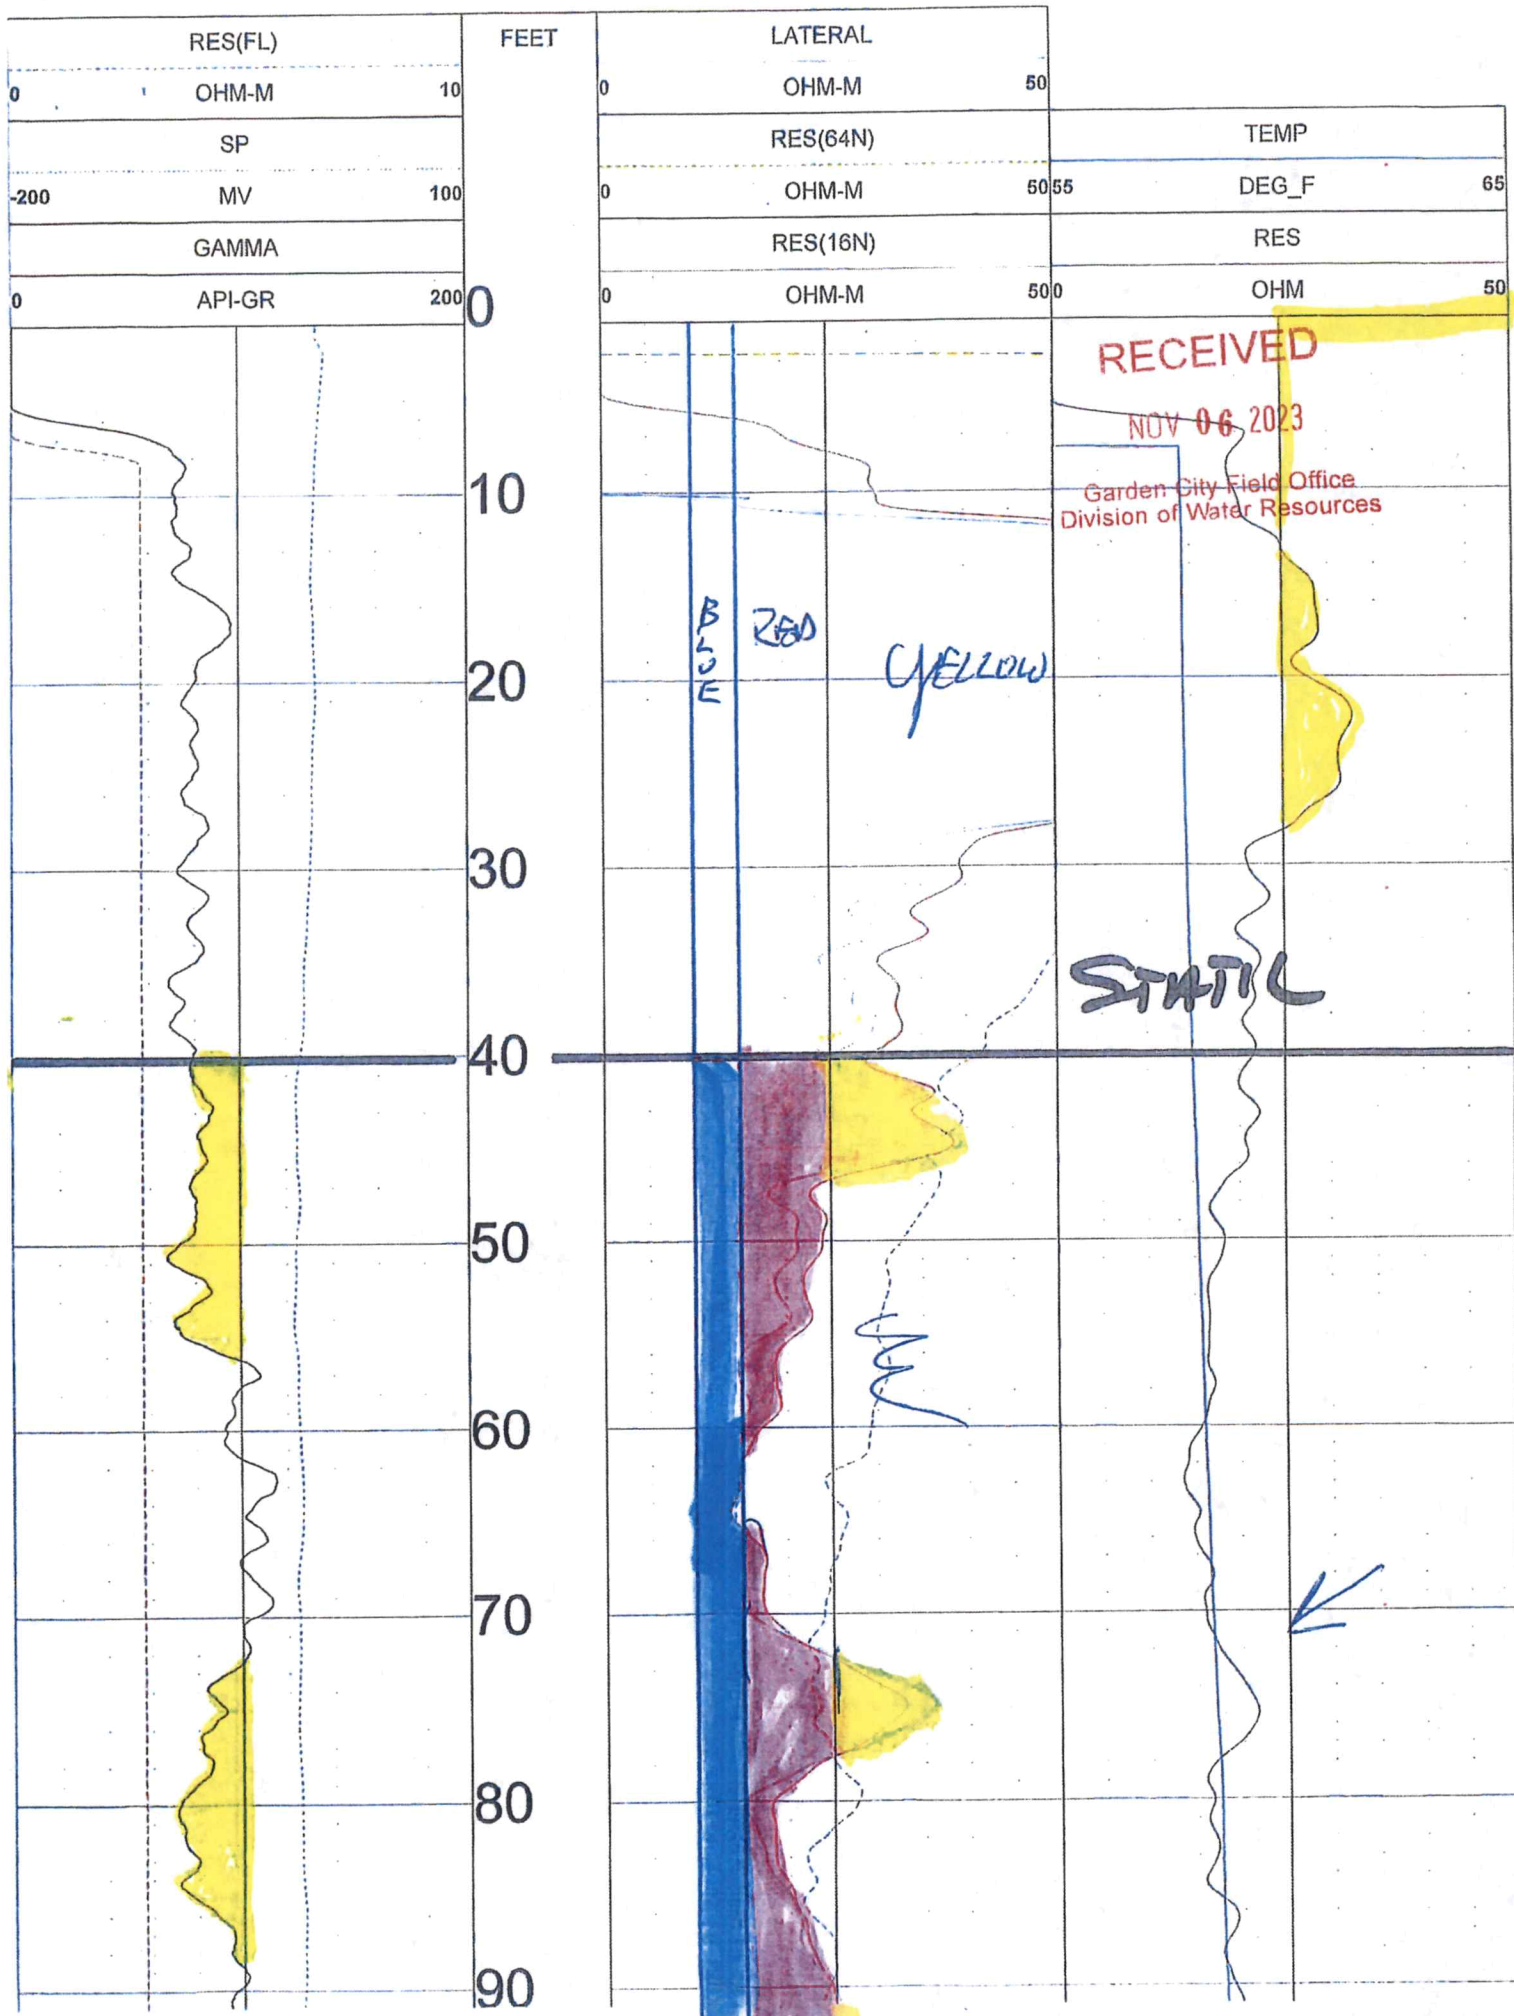 RES(FL) FEET LATERAL
0 OHM-M 10 0 OHM-M 50
SP RES(64N) TEMP
-200 MV 100 0 OHM-M 50 55 DEG_F 65
GAMMA RES(16N) RES
0 API-GR 200 0 OHM-M 50 0 OHM 50
0
RECEIVED
NOV 06 2023
10
Garden City Field Office
Division of Water Resources
BLUE RED YELLOW
20
30
STATIC
40
50
60
70
80
90